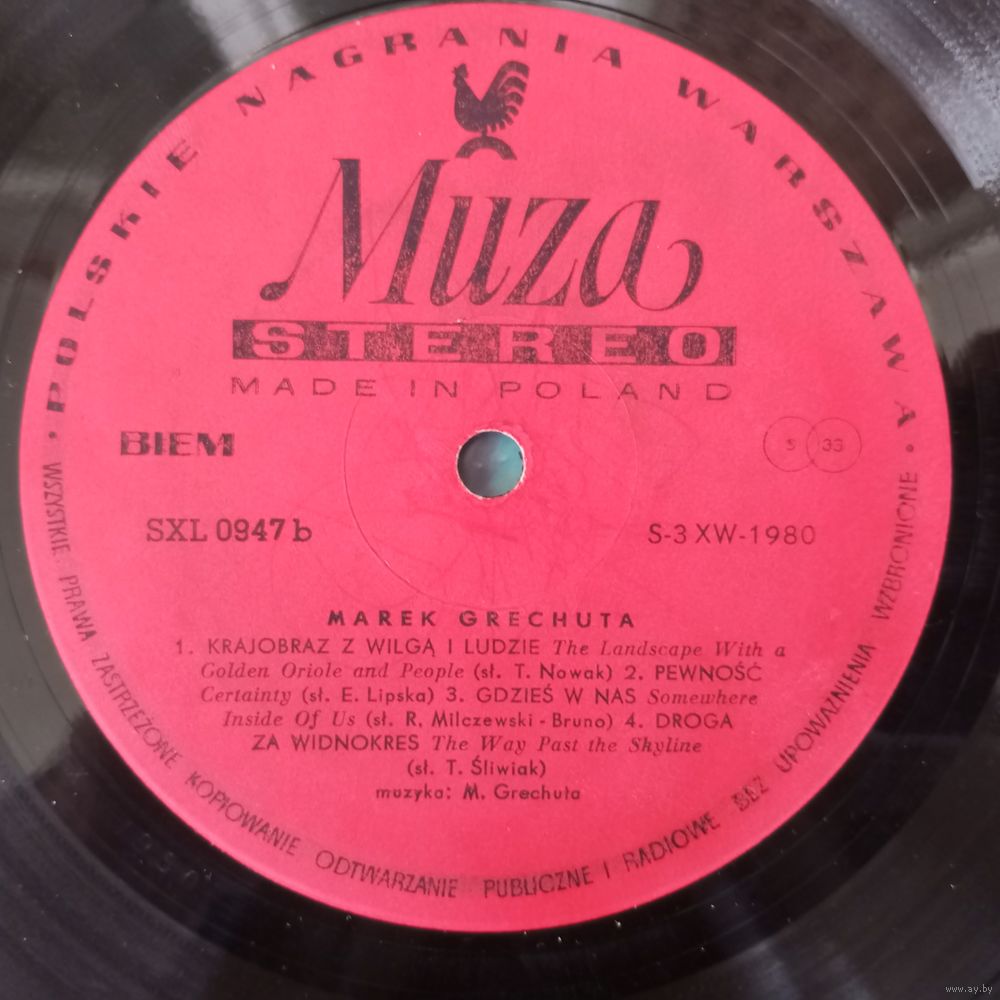 POLSKIE NAGRANIA WARSZAWA
Muza
STEREO
MADE IN POLAND
BIEM
S 33
SXL 0947 b
S-3 XW-1980
MAREK GRECHUTA
1. KRAJOBRAZ Z WILGĄ I LUDZIE The Landscape With a
Golden Oriole and People (sł. T. Nowak) 2. PEWNOŚĆ
Certainty (sł. E. Lipska) 3. GDZIEŚ W NAS Somewhere
Inside Of Us (sł. R. Milczewski - Bruno) 4. DROGA
ZA WIDNOKRES The Way Past the Skyline
(sł. T. Śliwiak)
muzyka: M. Grechuta
WSZYSTKIE PRAWA ZASTRZEŻONE KOPIOWANIE ODTWARZANIE PUBLICZNE I RADIOWE BEZ UPOWAŻNIENIA WZBRONIONE
www.ay.by